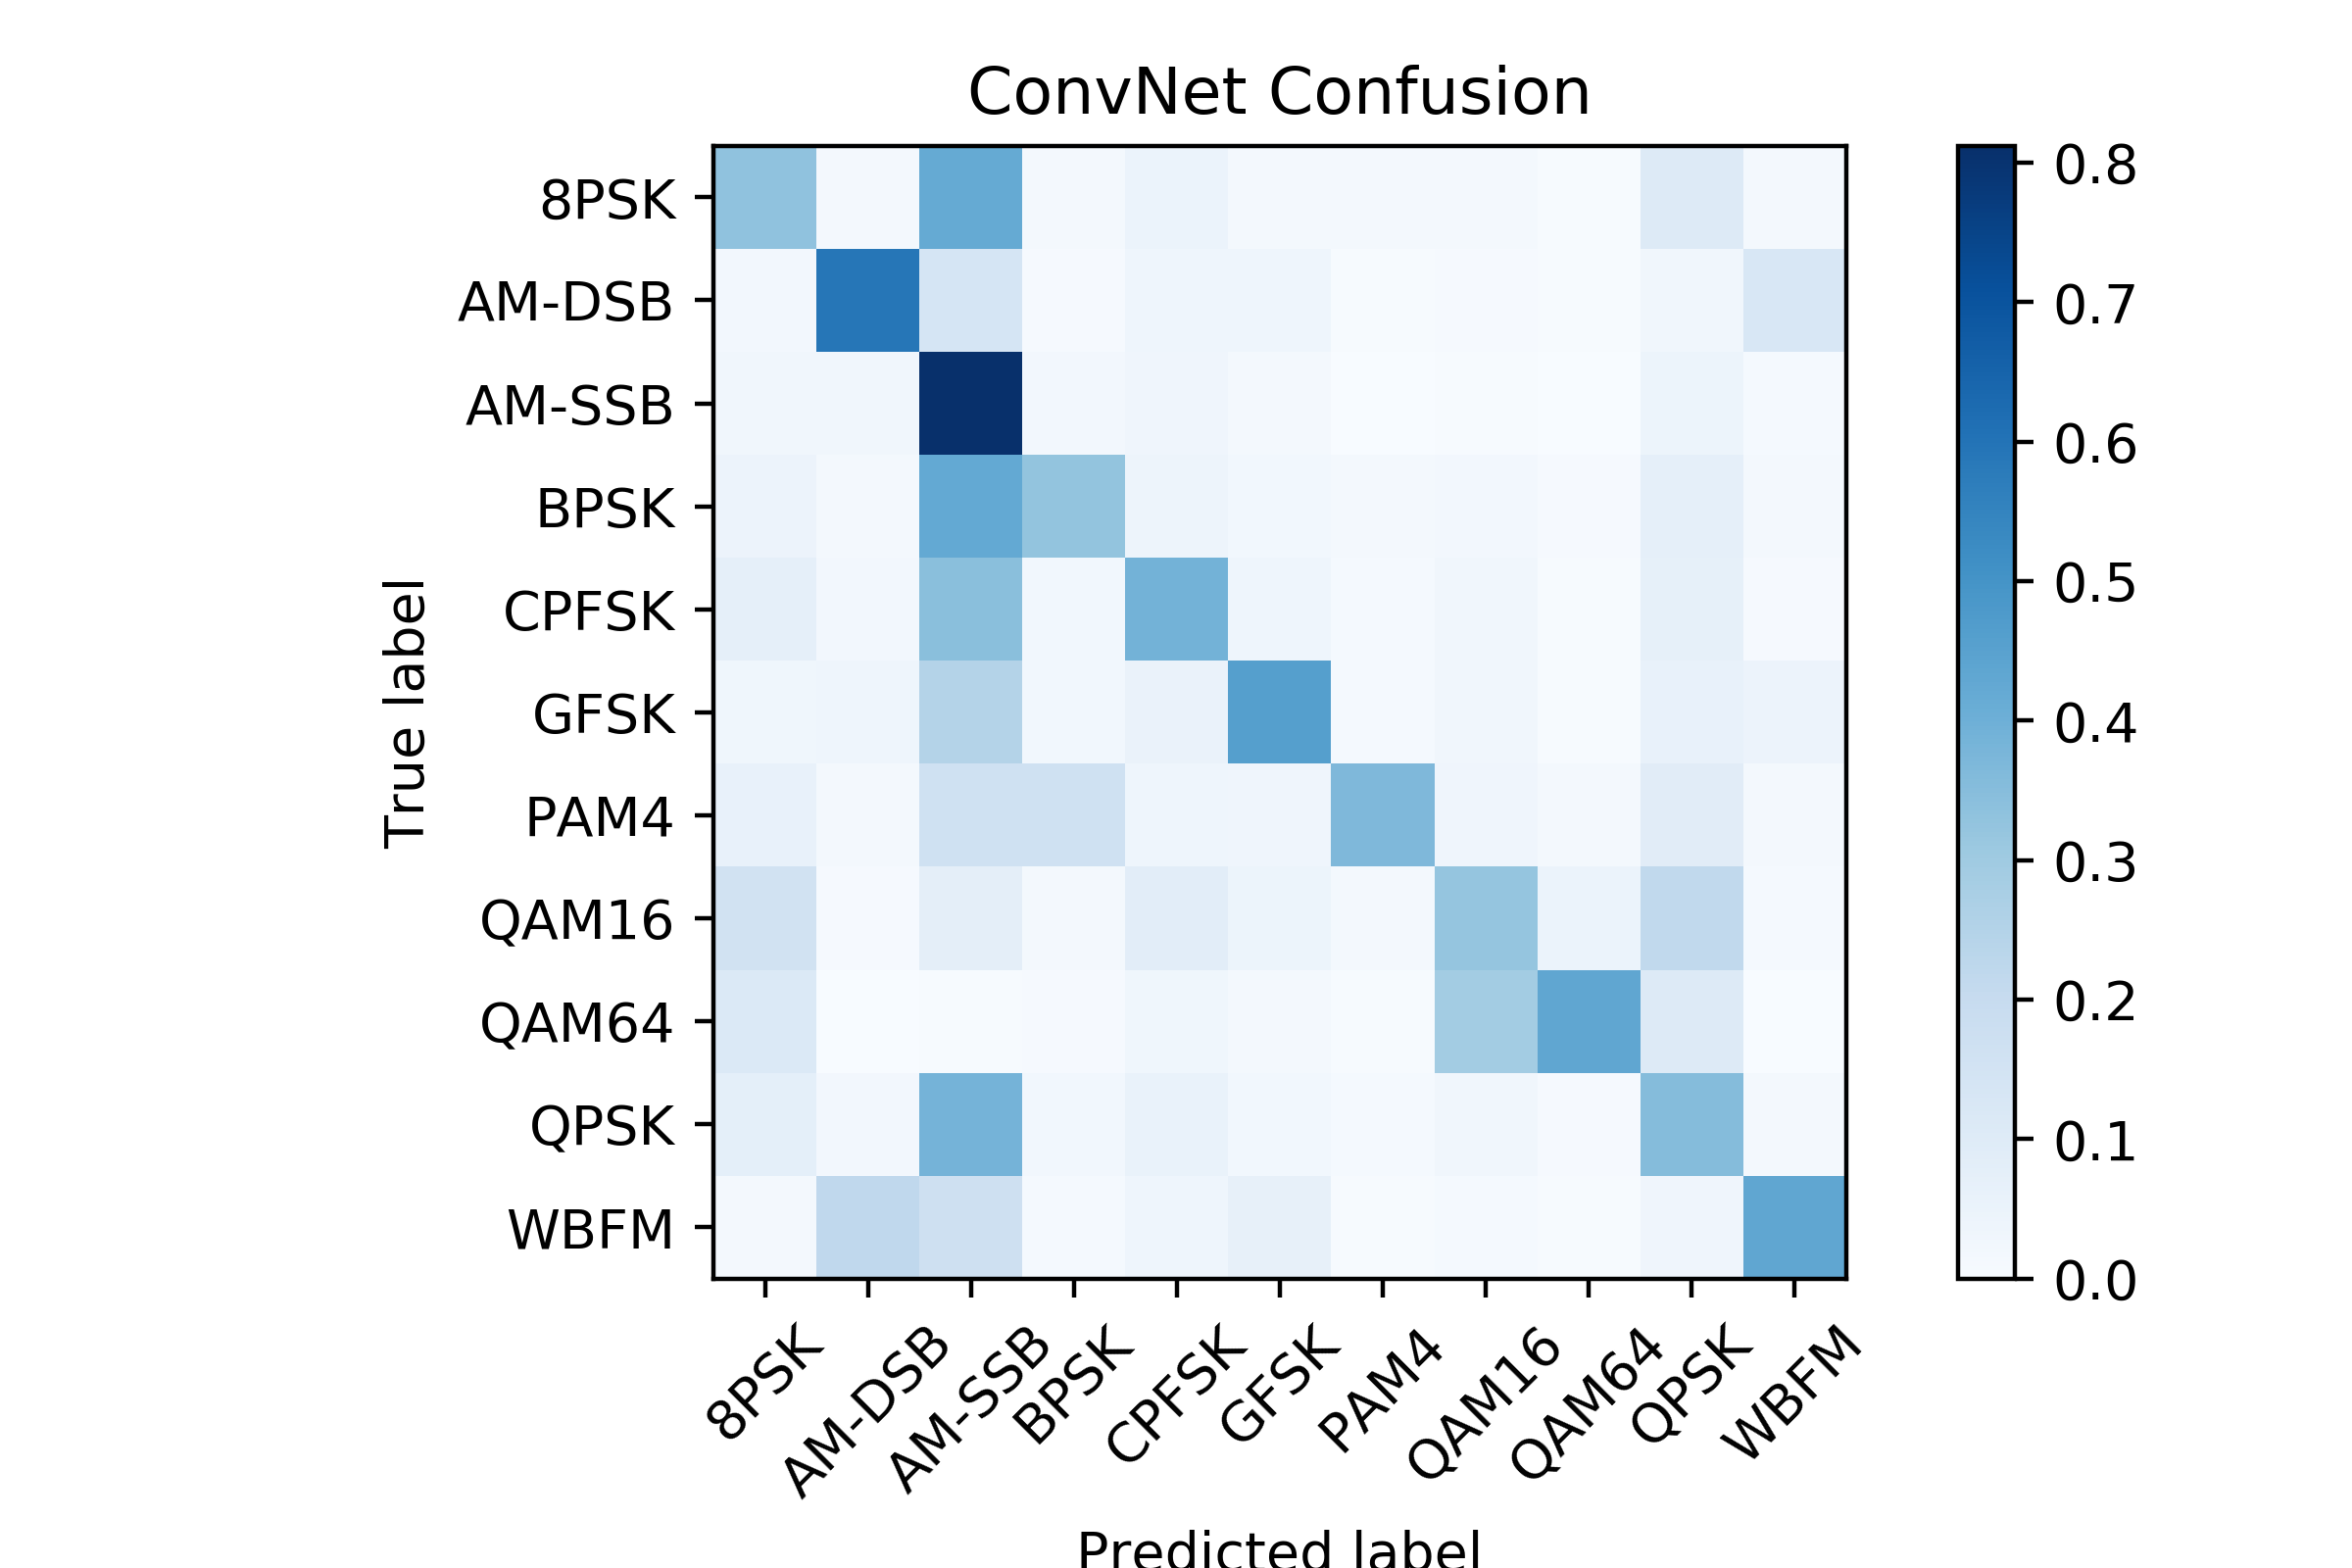 ConvNet Confusion
True label
8PSK
AM-DSB
AM-SSB
BPSK
CPFSK
GFSK
PAM4
QAM16
QAM64
QPSK
WBFM
0.8
0.7
0.6
0.5
0.4
0.3
0.2
0.1
0.0
8PSK
AM-DSB
AM-SSB
BPSK
CPFSK
GFSK
PAM4
QAM16
QAM64
QPSK
WBFM
Predicted label